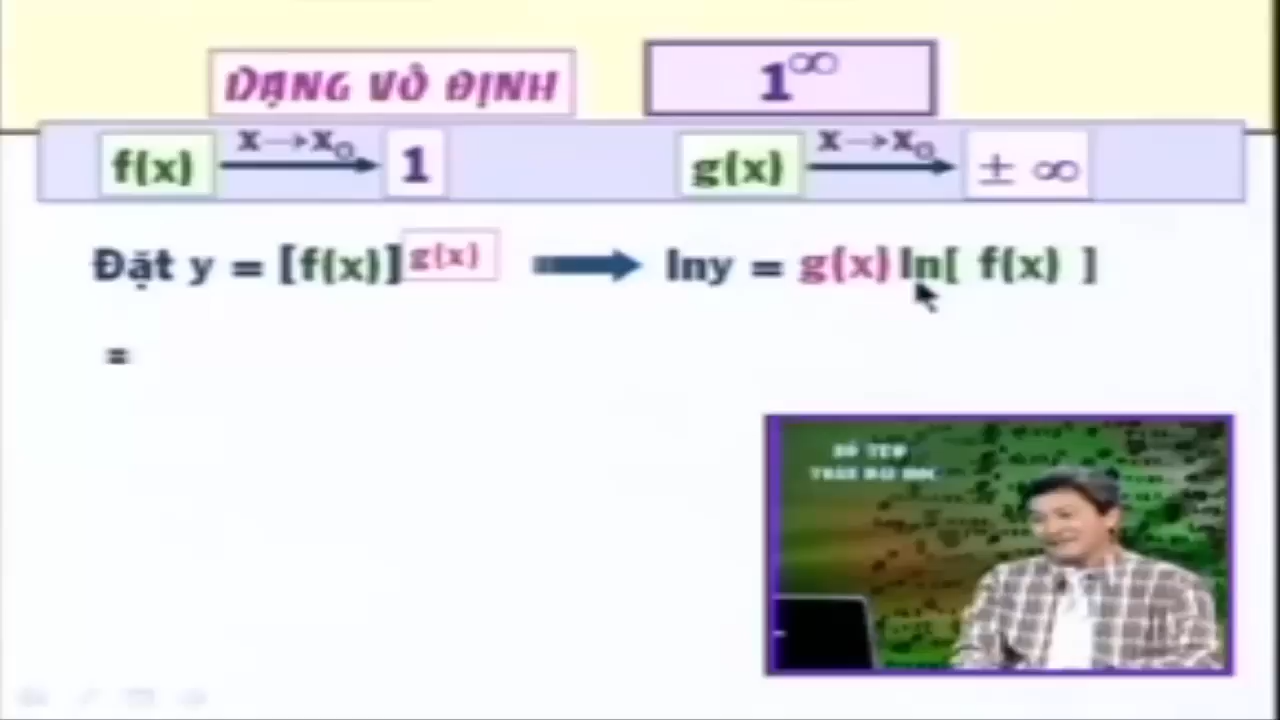 DẠNG VÔ ĐỊNH 1^∞
f(x) x→x₀ 1 g(x) x→x₀ ± ∞
Đặt y = [f(x)]^g(x) lny = g(x) ln[ f(x) ]
=